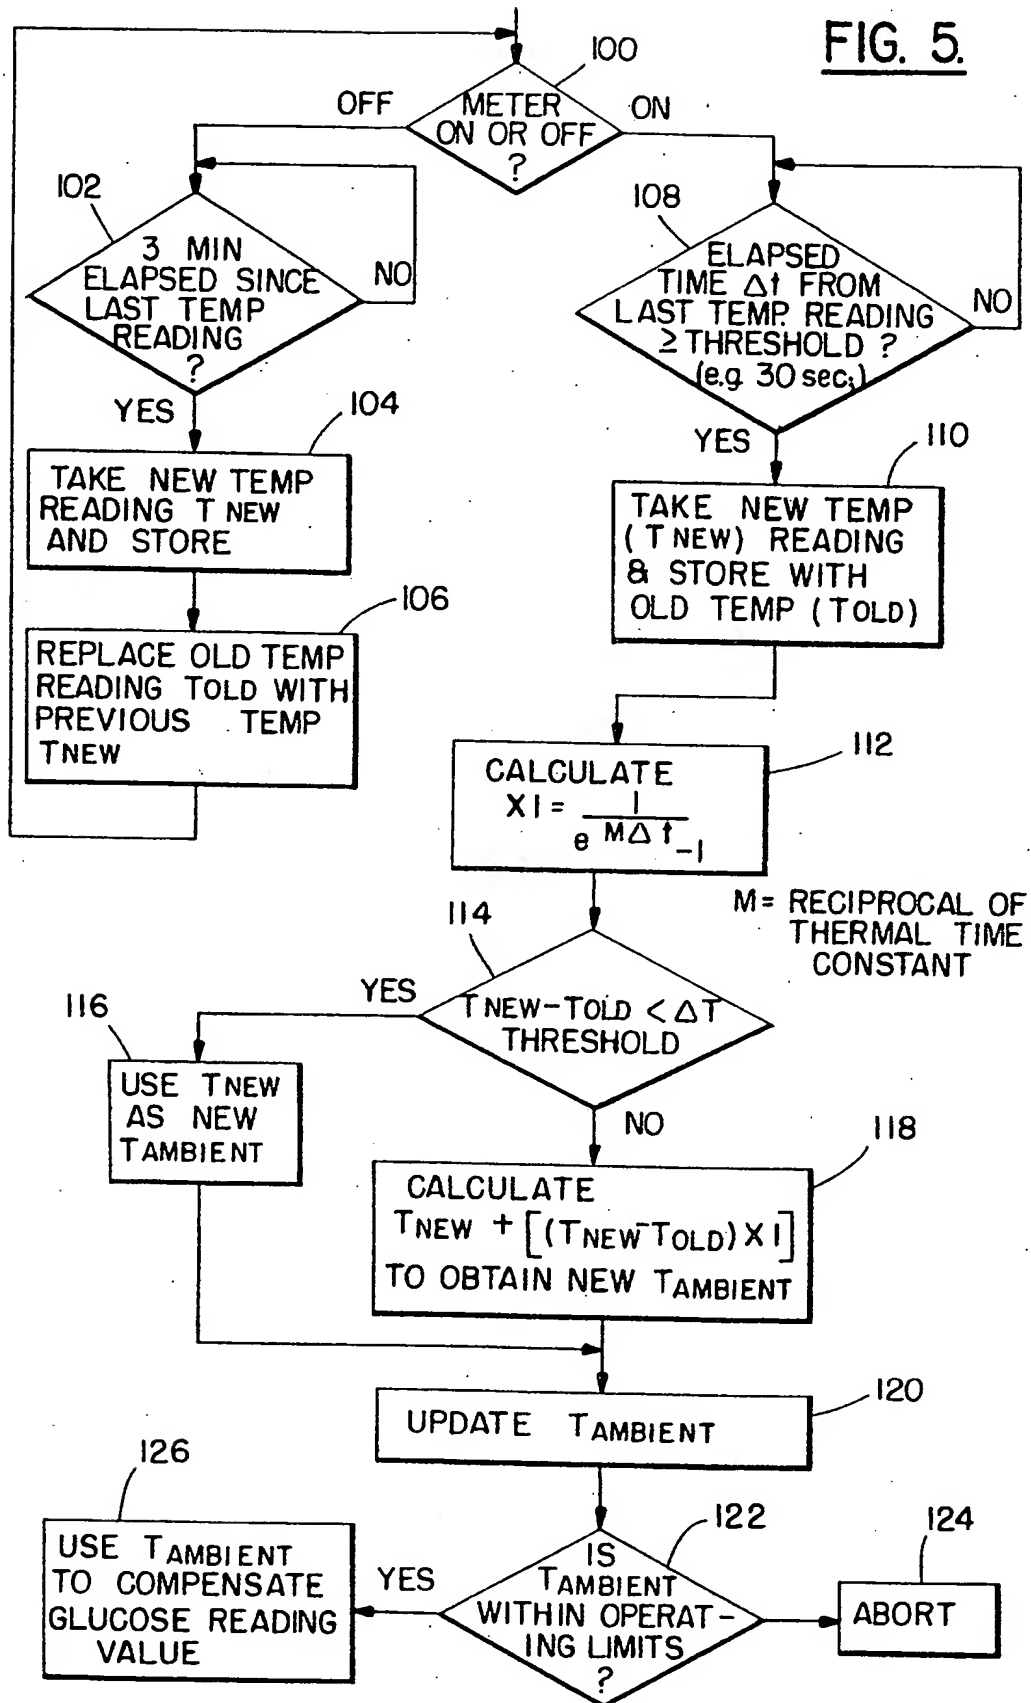 FIG. 5.
100
METER
ON OR OFF
?
OFF
ON
102
3 MIN
ELAPSED SINCE
LAST TEMP
READING
?
NO
YES
104
TAKE NEW TEMP
READING TNEW
AND STORE
106
REPLACE OLD TEMP
READING TOLD WITH
PREVIOUS TEMP
TNEW
108
ELAPSED
TIME Δt FROM
LAST TEMP. READING
≥ THRESHOLD ?
(e.g 30 sec.)
NO
YES
110
TAKE NEW TEMP
(TNEW) READING
& STORE WITH
OLD TEMP (TOLD)
112
CALCULATE
X1 = 1 / e^MΔt -1
M = RECIPROCAL OF
THERMAL TIME
CONSTANT
114
TNEW-TOLD < ΔT
THRESHOLD
YES
NO
116
USE TNEW
AS NEW
TAMBIENT
118
CALCULATE
TNEW + [(TNEW-TOLD) X1]
TO OBTAIN NEW TAMBIENT
120
UPDATE TAMBIENT
122
IS
TAMBIENT
WITHIN OPERAT-
ING LIMITS
?
YES
124
ABORT
126
USE TAMBIENT
TO COMPENSATE
GLUCOSE READING
VALUE